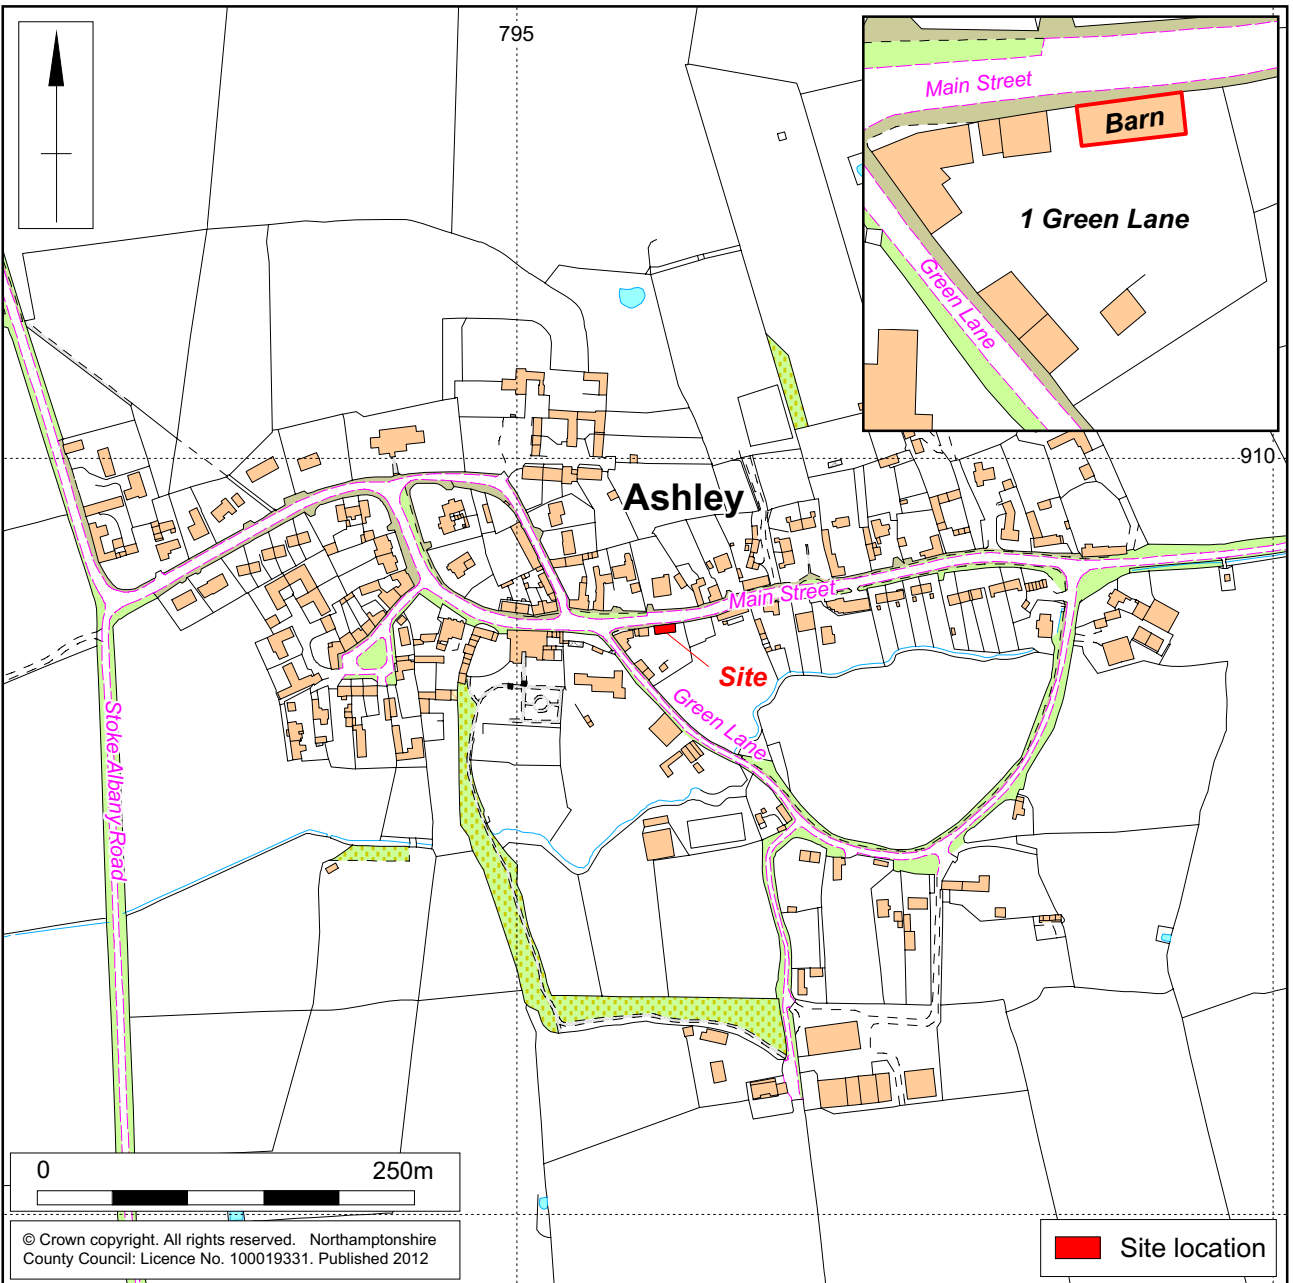 795
Main Street
Barn
1 Green Lane
Green Lane
910
Ashley
Main Street
Site
Green Lane
Stoke Albany Road
0 250m
© Crown copyright. All rights reserved. Northamptonshire
County Council: Licence No. 100019331. Published 2012
Site location